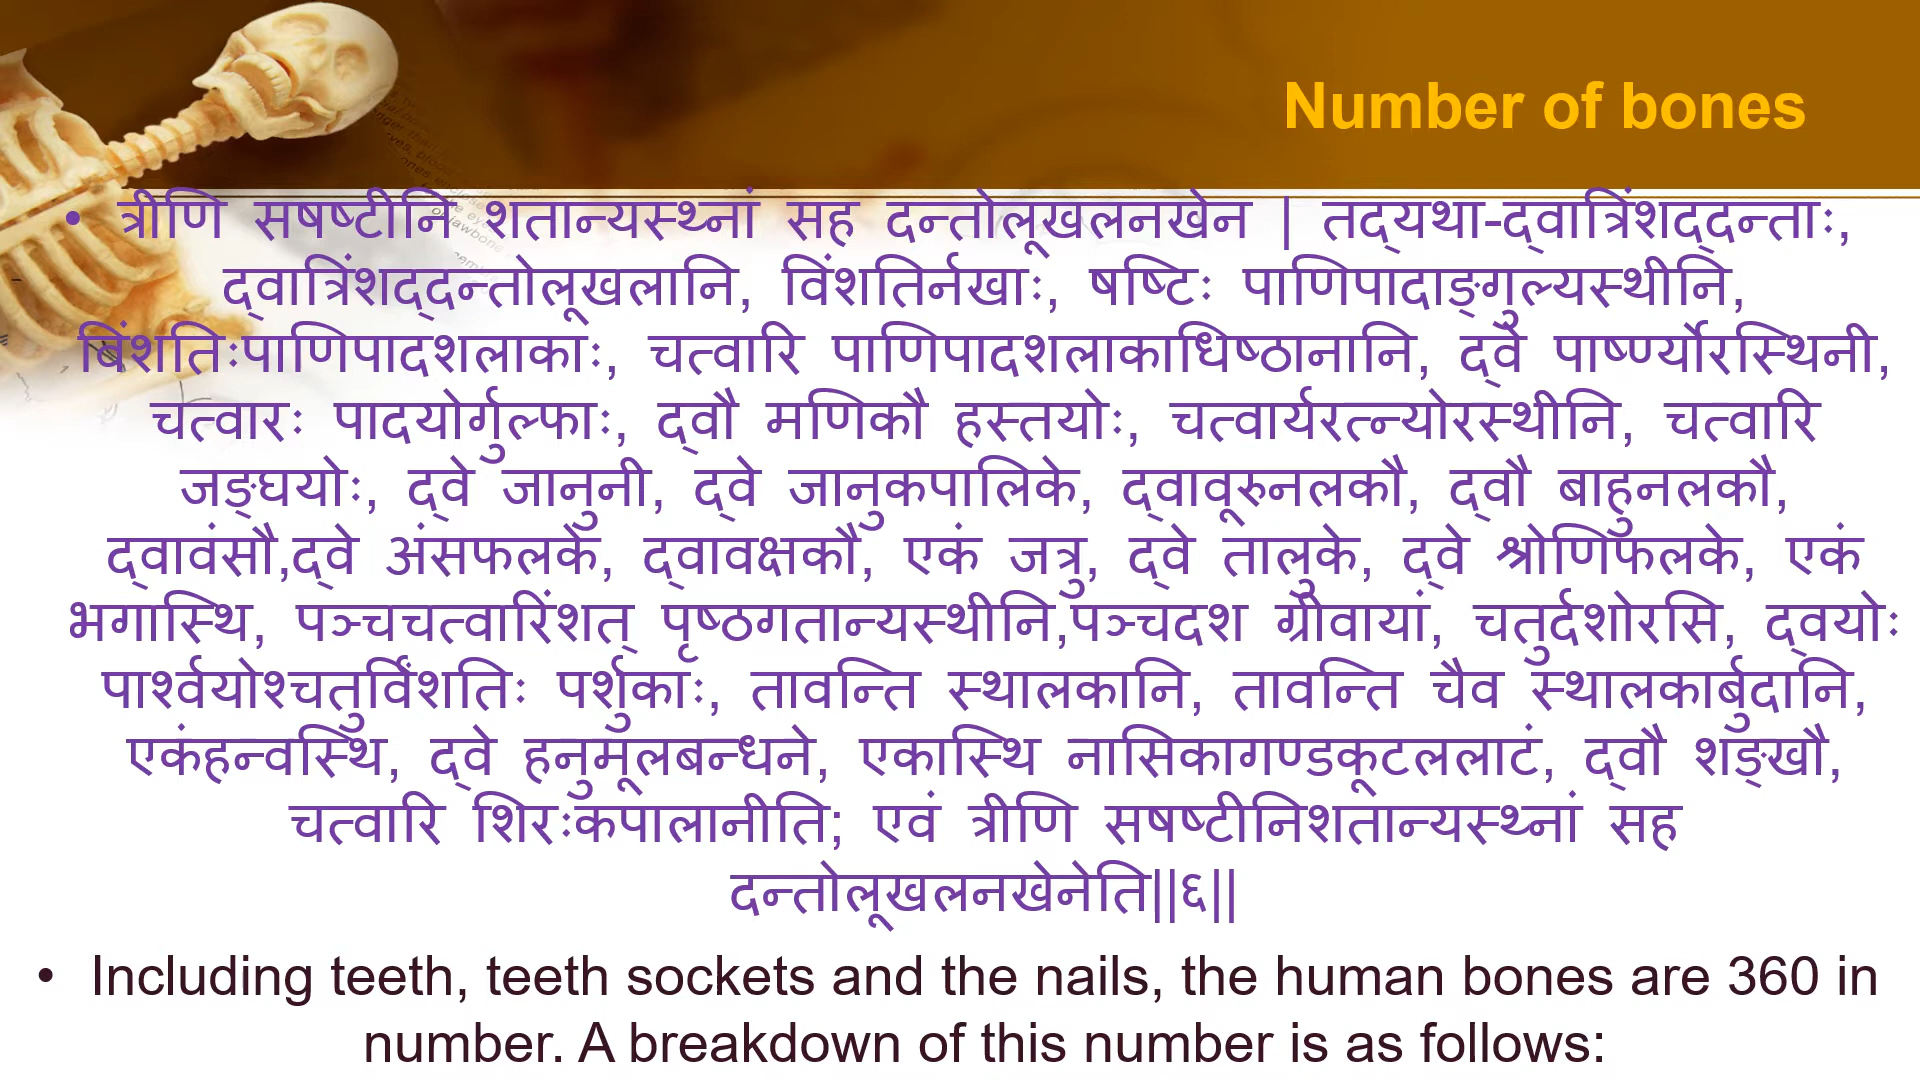 Number of bones
• त्रीणि सषष्टीनि शतान्यस्थ्नां सह दन्तोलूखलनखेन | तद्यथा-द्वात्रिंशद्दन्ताः,
द्वात्रिंशद्दन्तोलूखलानि, विंशतिर्नखाः, षष्टिः पाणिपादाङ्गुल्यस्थीनि,
बिंशतिःपाणिपादशलाकाः, चत्वारि पाणिपादशलाकाधिष्ठानानि, द्वे पार्ष्ण्योरस्थिनी,
चत्वारः पादयोर्गुल्फाः, द्वौ मणिकौ हस्तयोः, चत्वार्यरत्न्योरस्थीनि, चत्वारि
जङ्घयोः, द्वे जानुनी, द्वे जानुकपालिके, द्वावूरुनलकौ, द्वौ बाहुनलकौ,
द्वावंसौ,द्वे अंसफलके, द्वावक्षकौ, एकं जत्रु, द्वे तालुके, द्वे श्रोणिफलके, एकं
भगास्थि, पञ्चचत्वारिंशत् पृष्ठगतान्यस्थीनि,पञ्चदश ग्रीवायां, चतुर्दशोरसि, द्वयोः
पार्श्वयोश्चतुर्विंशतिः पर्शुकाः, तावन्ति स्थालकानि, तावन्ति चैव स्थालकार्बुदानि,
एकंहन्वस्थि, द्वे हनुमूलबन्धने, एकास्थि नासिकागण्डकूटललाटं, द्वौ शङ्खौ,
चत्वारि शिरःकपालानीति; एवं त्रीणि सषष्टीनिशतान्यस्थ्नां सह
दन्तोलूखलनखेनेति||६||
• Including teeth, teeth sockets and the nails, the human bones are 360 in
number. A breakdown of this number is as follows: